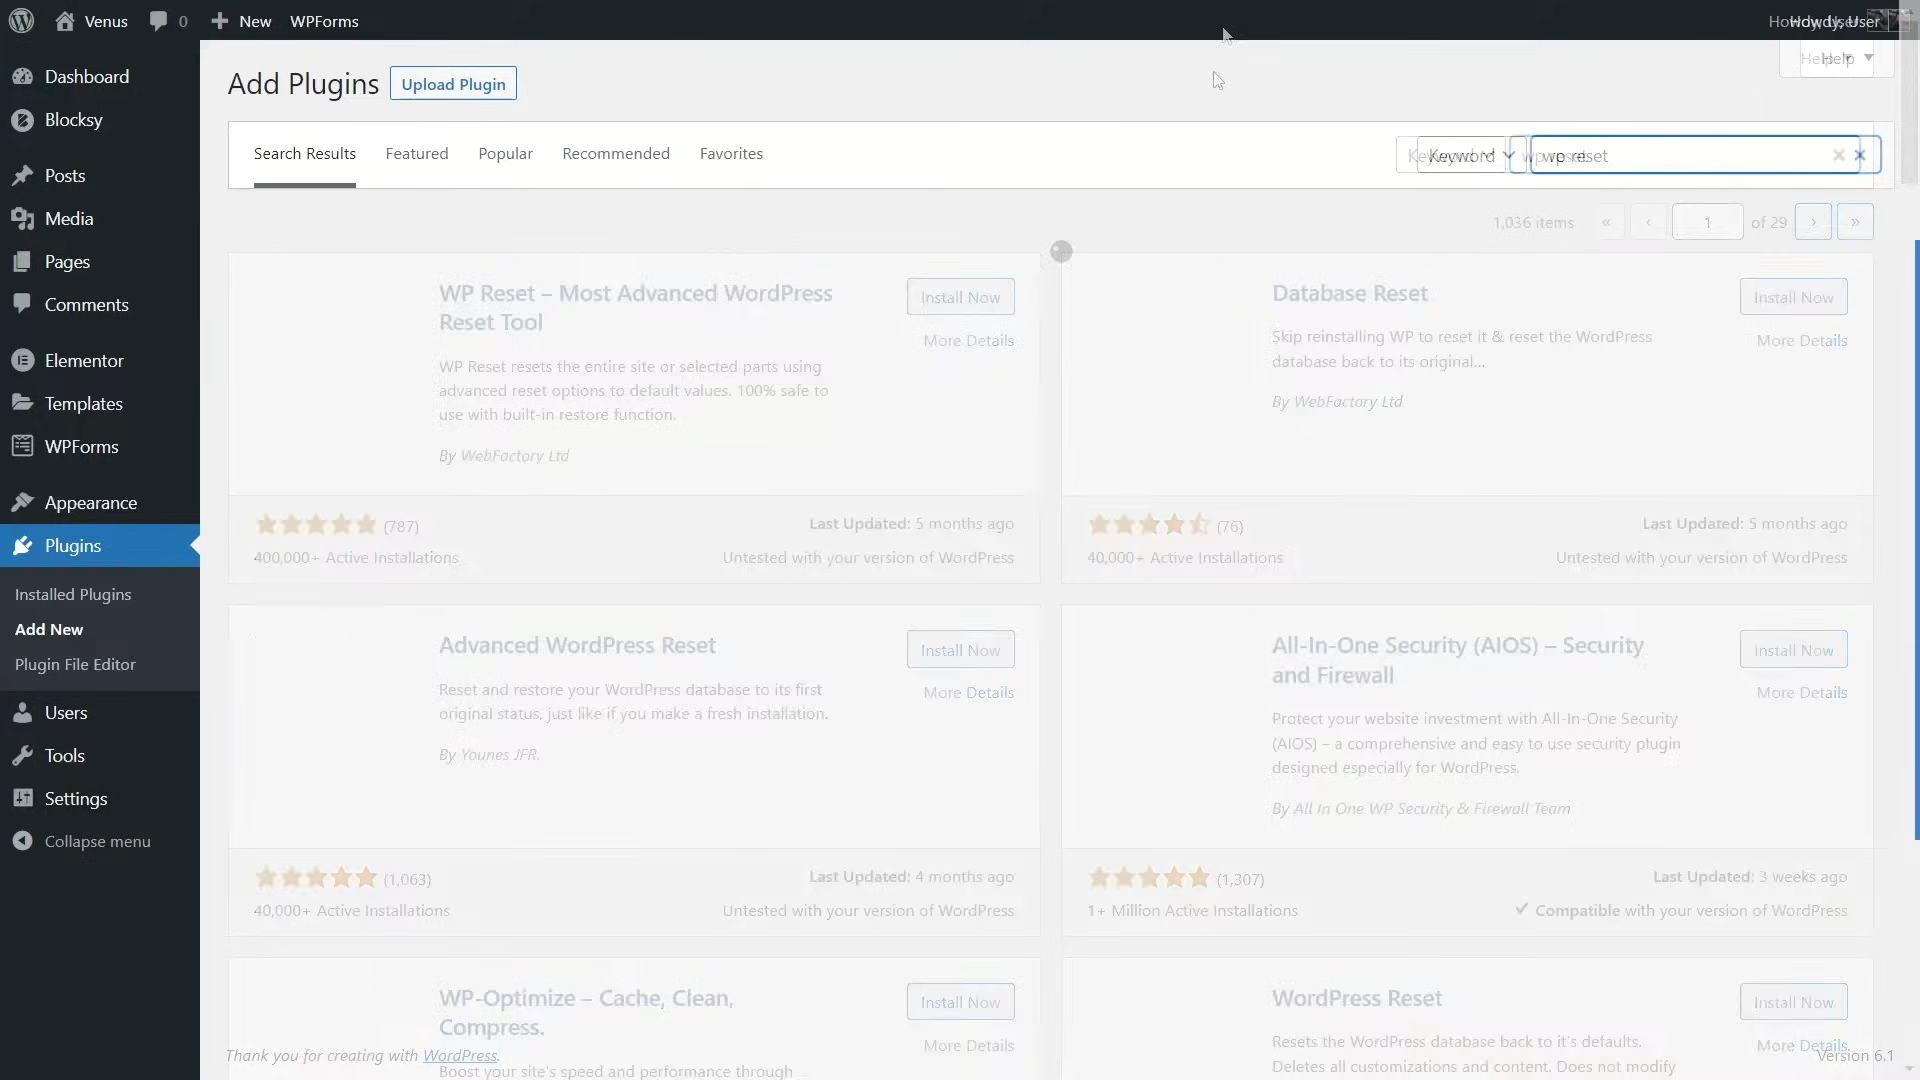 Venus 0 New WPForms
Howdy, User
Dashboard
Blocksy
Posts
Media
Pages
Comments
Elementor
Templates
WPForms
Appearance
Plugins
Installed Plugins
Add New
Plugin File Editor
Users
Tools
Settings
Collapse menu
Add Plugins Upload Plugin
Help
Search Results Featured Popular Recommended Favorites
Keyword
wp reset
1,036 items « ‹ 1 of 29 › »
WP Reset – Most Advanced WordPress
Reset Tool
Install Now
More Details
WP Reset resets the entire site or selected parts using
advanced reset options to default values. 100% safe to
use with built-in restore function.
By WebFactory Ltd
(787)
Last Updated: 5 months ago
400,000+ Active Installations
Untested with your version of WordPress
Database Reset
Install Now
More Details
Skip reinstalling WP to reset it & reset the WordPress
database back to its original...
By WebFactory Ltd
(76)
Last Updated: 5 months ago
40,000+ Active Installations
Untested with your version of WordPress
Advanced WordPress Reset
Install Now
More Details
Reset and restore your WordPress database to its first
original status, just like if you make a fresh installation.
By Younes JFR.
(1,063)
Last Updated: 4 months ago
40,000+ Active Installations
Untested with your version of WordPress
All-In-One Security (AIOS) – Security
and Firewall
Install Now
More Details
Protect your website investment with All-In-One Security
(AIOS) – a comprehensive and easy to use security plugin
designed especially for WordPress.
By All In One WP Security & Firewall Team
(1,307)
Last Updated: 3 weeks ago
1+ Million Active Installations
✓ Compatible with your version of WordPress
WP-Optimize – Cache, Clean,
Compress.
Install Now
More Details
Boost your site's speed and performance through
WordPress Reset
Install Now
More Details
Resets the WordPress database back to it's defaults.
Deletes all customizations and content. Does not modify
Thank you for creating with WordPress.
Version 6.1